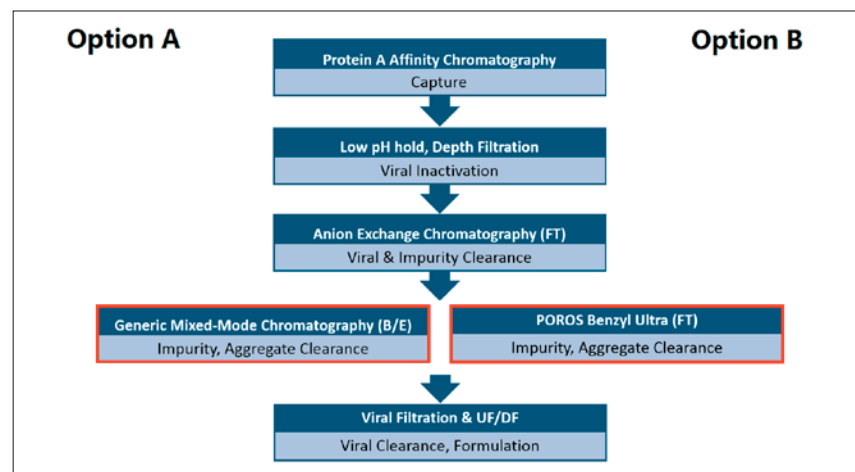 Option A
Option B
Protein A Affinity Chromatography
Capture
Low pH hold, Depth Filtration
Viral Inactivation
Anion Exchange Chromatography (FT)
Viral & Impurity Clearance
Generic Mixed-Mode Chromatography (B/E)
Impurity, Aggregate Clearance
POROS Benzyl Ultra (FT)
Impurity, Aggregate Clearance
Viral Filtration & UF/DF
Viral Clearance, Formulation